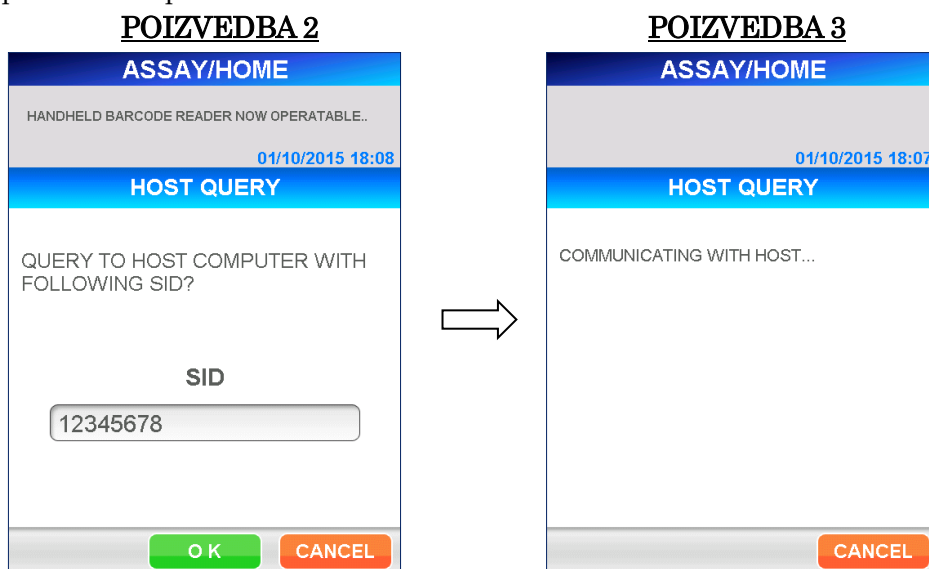 POIZVEDBA 2
ASSAY/HOME
HANDHELD BARCODE READER NOW OPERATABLE..
01/10/2015 18:08
HOST QUERY
QUERY TO HOST COMPUTER WITH
FOLLOWING SID?
SID
12345678
O K
CANCEL
POIZVEDBA 3
ASSAY/HOME
01/10/2015 18:07
HOST QUERY
COMMUNICATING WITH HOST...
CANCEL